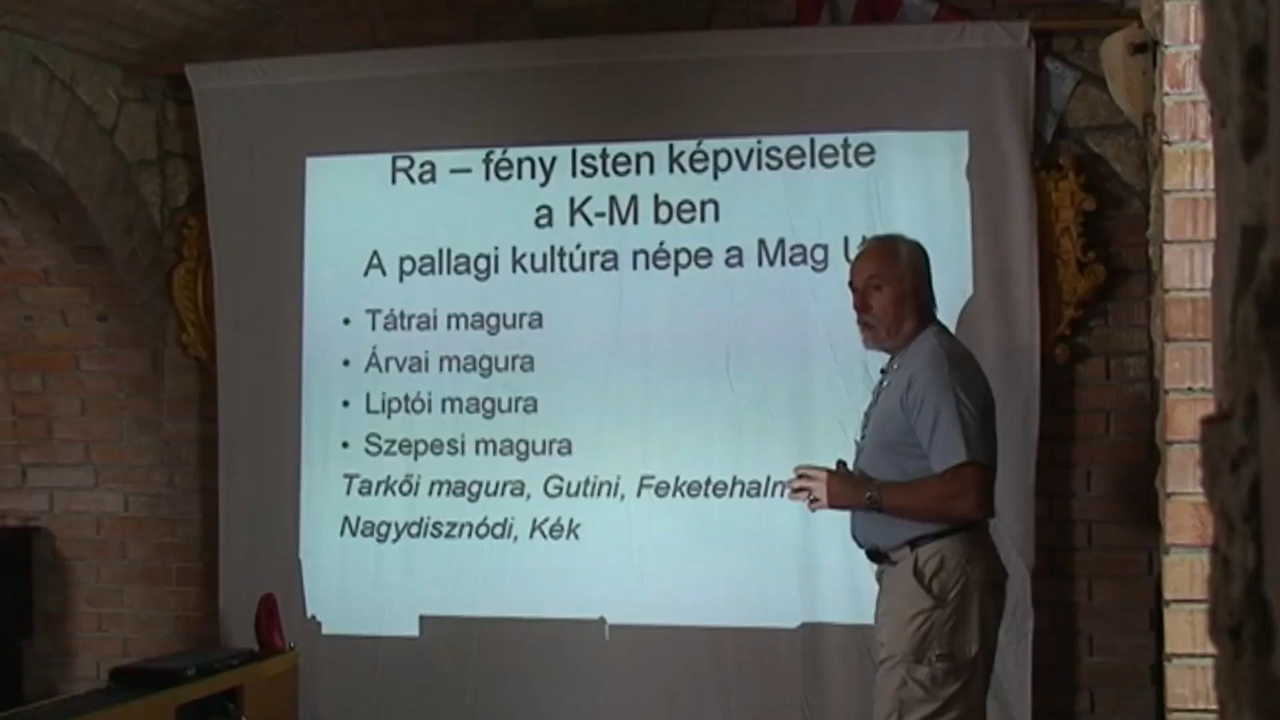 Ra – fény Isten képviselete
a K-M ben
A pallagi kultúra népe a Mag
• Tátrai magura
• Árvai magura
• Liptói magura
• Szepesi magura
Tarkői magura, Gutini,
Nagydisznódi, Kék